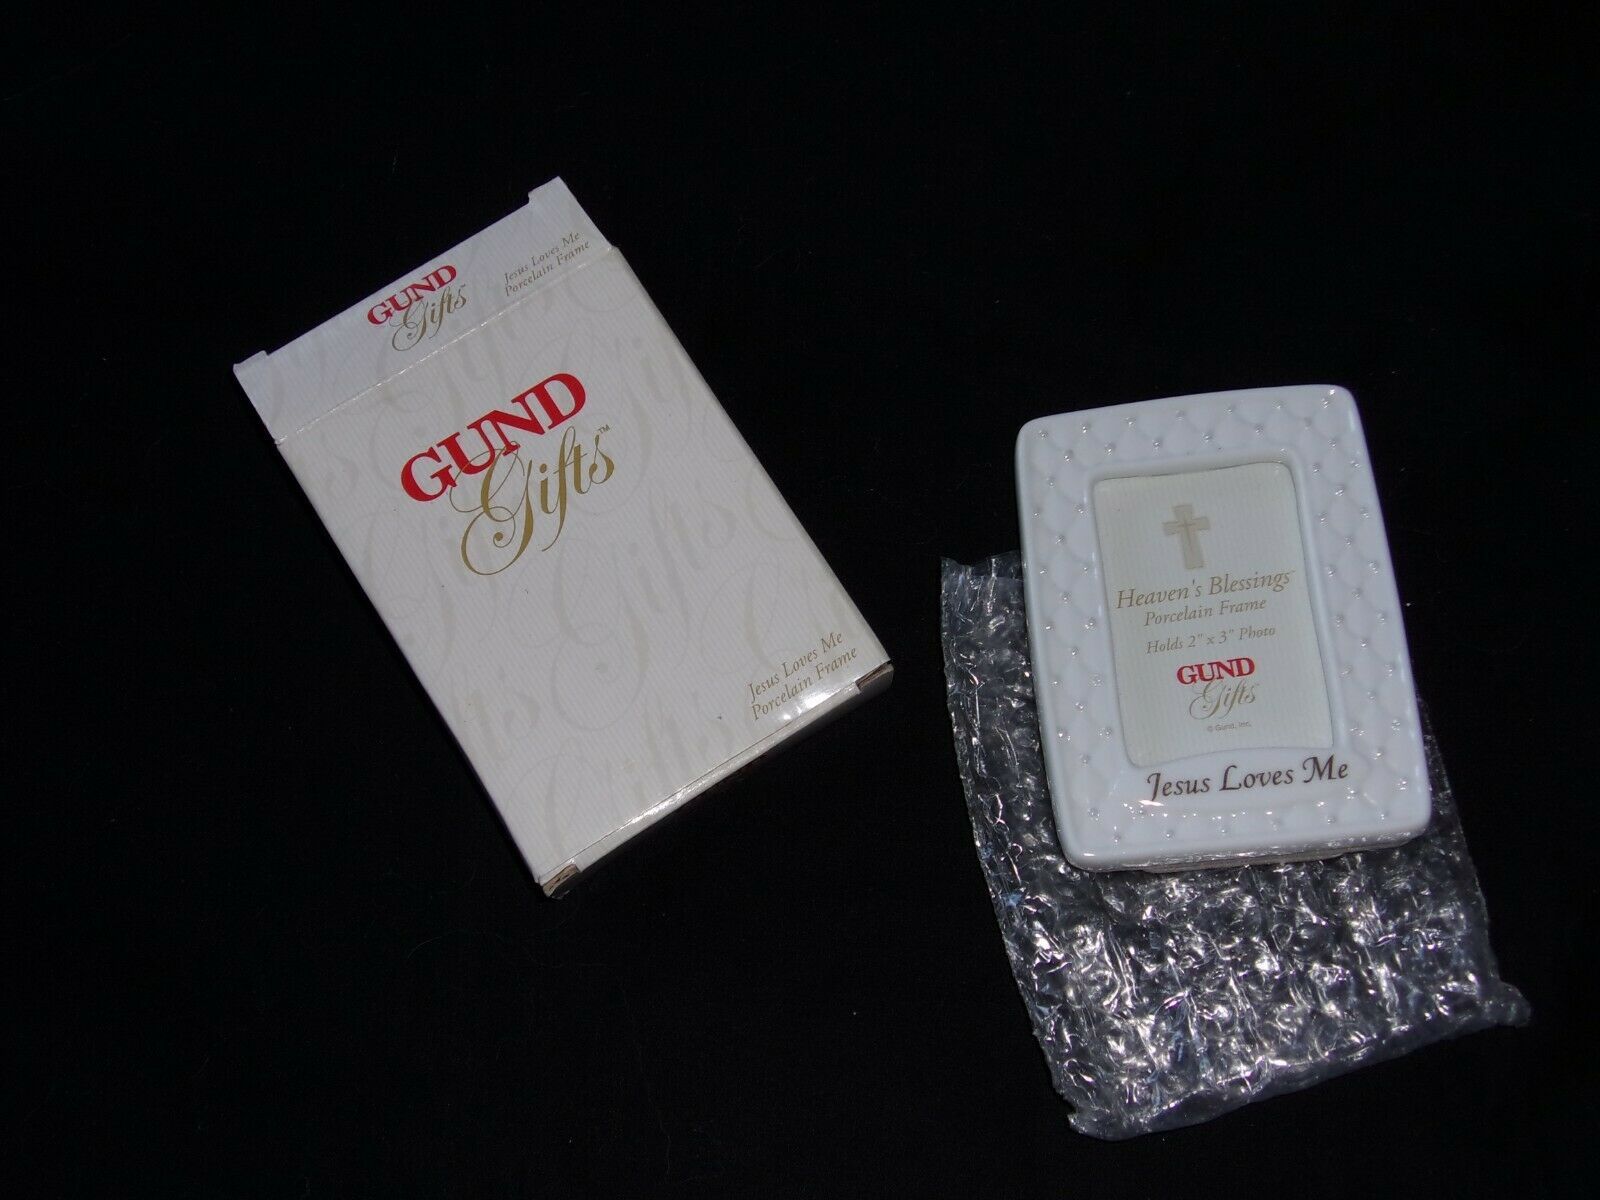 GUND
Gifts
Jesus Loves Me
Porcelain Frame
GUND
Gifts™
Jesus Loves Me
Porcelain Frame
Heaven's Blessings™
Porcelain Frame
Holds 2" x 3" Photo
GUND
Gifts
© Gund, Inc.
Jesus Loves Me